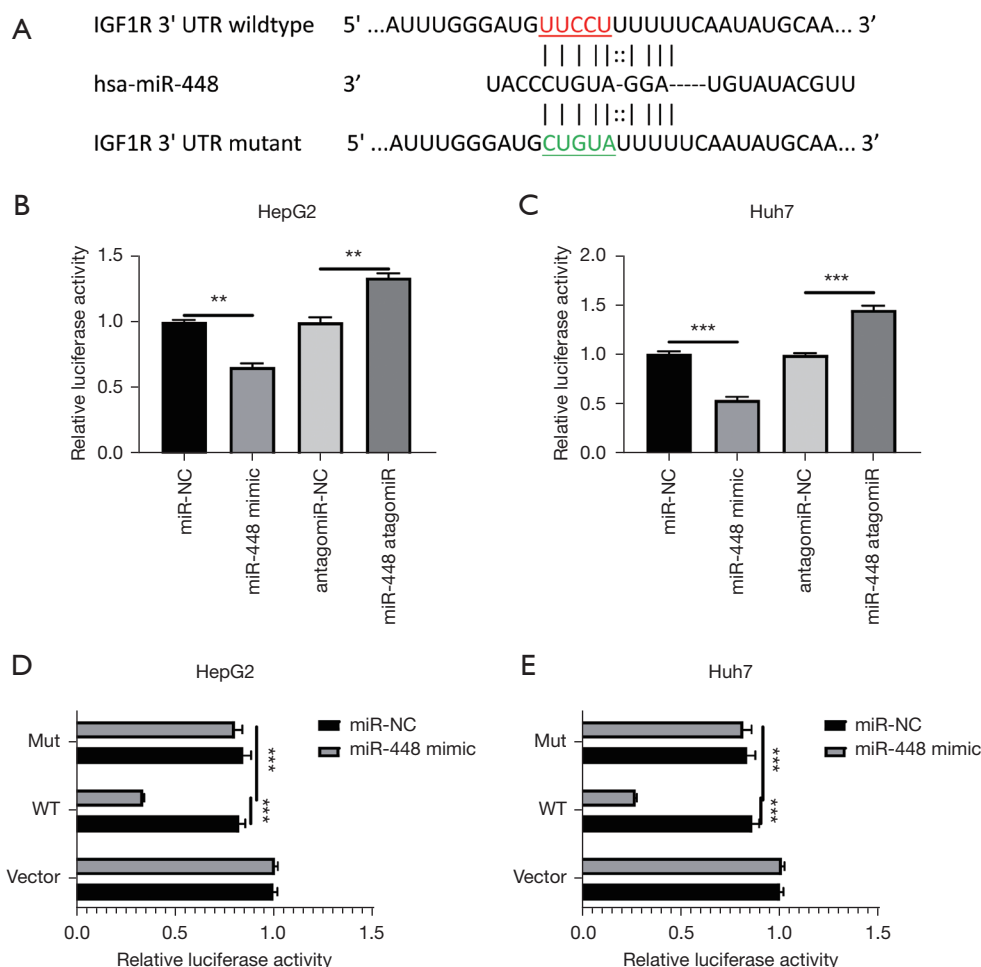 A
IGF1R 3' UTR wildtype 5' ...AUUUGGGAUGUUCCUUUUUUCAAUAUGCAA... 3’
| | | ||::| |||
hsa-miR-448 3’ UACCCUGUA-GGA-----UGUAUACGUU
| | | ||::| |||
IGF1R 3' UTR mutant 5' ...AUUUGGGAUGCUGUAUUUUUCAAUAUGCAA... 3’
B
HepG2
Relative luciferase activity
1.5
1.0
0.5
0.0
**
**
miR-NC
miR-448 mimic
antagomiR-NC
miR-448 atagomiR
C
Huh7
Relative luciferase activity
2.0
1.5
1.0
0.5
0.0
***
***
miR-NC
miR-448 mimic
antagomiR-NC
miR-448 atagomiR
D
HepG2
Mut
WT
Vector
***
***
miR-NC
miR-448 mimic
0.0 0.5 1.0 1.5
Relative luciferase activity
E
Huh7
Mut
WT
Vector
***
***
miR-NC
miR-448 mimic
0.0 0.5 1.0 1.5
Relative luciferase activity